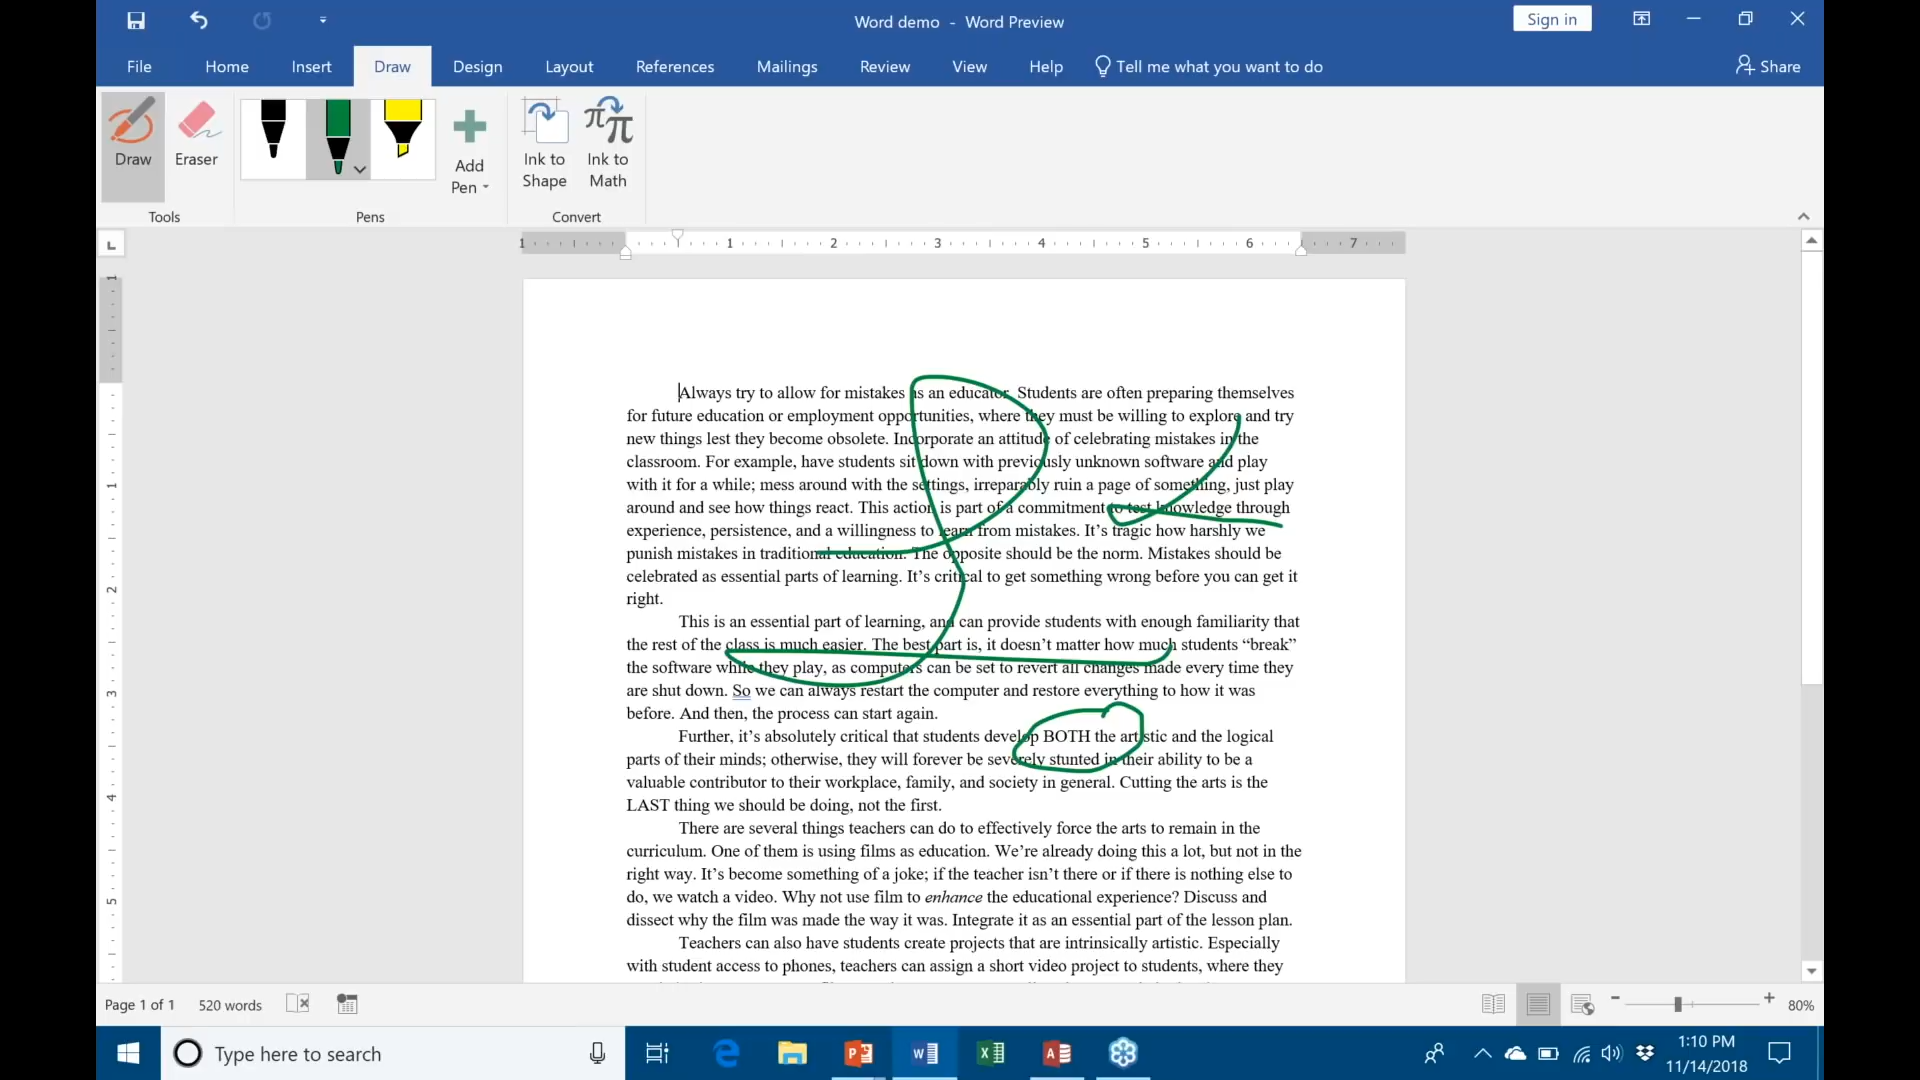 Word demo - Word Preview
Sign in
File Home Insert Draw Design Layout References Mailings Review View Help Tell me what you want to do Share
Draw Eraser Add Pen Ink to Shape Ink to Math
Tools Pens Convert
1 1 2 3 4 5 6 7
1
1
2
3
4
5
Always try to allow for mistakes as an educator. Students are often preparing themselves
for future education or employment opportunities, where they must be willing to explore and try
new things lest they become obsolete. Incorporate an attitude of celebrating mistakes in the
classroom. For example, have students sit down with previously unknown software and play
with it for a while; mess around with the settings, irreparably ruin a page of something, just play
around and see how things react. This action is part of a commitment to test knowledge through
experience, persistence, and a willingness to learn from mistakes. It’s tragic how harshly we
punish mistakes in traditional education. The opposite should be the norm. Mistakes should be
celebrated as essential parts of learning. It’s critical to get something wrong before you can get it
right.
This is an essential part of learning, and can provide students with enough familiarity that
the rest of the class is much easier. The best part is, it doesn’t matter how much students “break”
the software while they play, as computers can be set to revert all changes made every time they
are shut down. So we can always restart the computer and restore everything to how it was
before. And then, the process can start again.
Further, it’s absolutely critical that students develop BOTH the artistic and the logical
parts of their minds; otherwise, they will forever be severely stunted in their ability to be a
valuable contributor to their workplace, family, and society in general. Cutting the arts is the
LAST thing we should be doing, not the first.
There are several things teachers can do to effectively force the arts to remain in the
curriculum. One of them is using films as education. We’re already doing this a lot, but not in the
right way. It’s become something of a joke; if the teacher isn’t there or if there is nothing else to
do, we watch a video. Why not use film to enhance the educational experience? Discuss and
dissect why the film was made the way it was. Integrate it as an essential part of the lesson plan.
Teachers can also have students create projects that are intrinsically artistic. Especially
with student access to phones, teachers can assign a short video project to students, where they
Page 1 of 1 520 words 80%
Type here to search
1:10 PM
11/14/2018